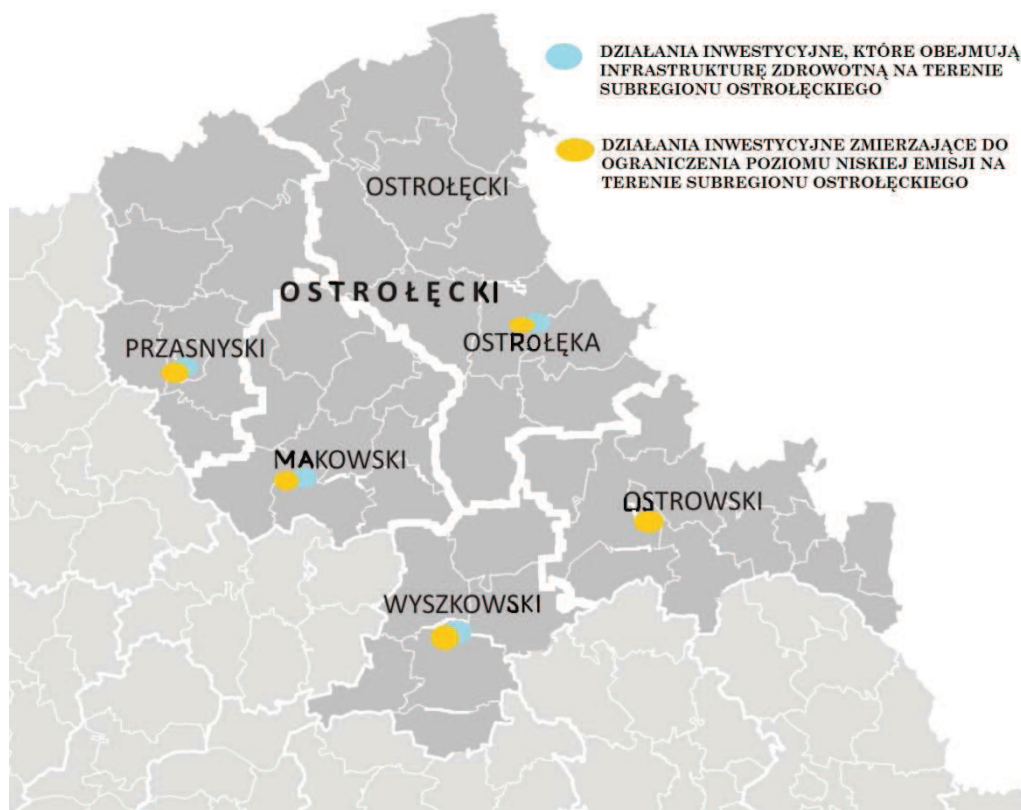 DZIAŁANIA INWESTYCYJNE, KTÓRE OBEJMUJĄ
INFRASTRUKTURĘ ZDROWOTNĄ NA TERENIE
SUBREGIONU OSTROŁĘCKIEGO
DZIAŁANIA INWESTYCYJNE ZMIERZAJĄCE DO
OGRANICZENIA POZIOMU NISKIEJ EMISJI NA
TERENIE SUBREGIONU OSTROŁĘCKIEGO
OSTROŁĘCKI
OSTROŁĘCKI
OSTROŁĘKA
PRZASNYSKI
MAKOWSKI
OSTROWSKI
WYSZKOWSKI